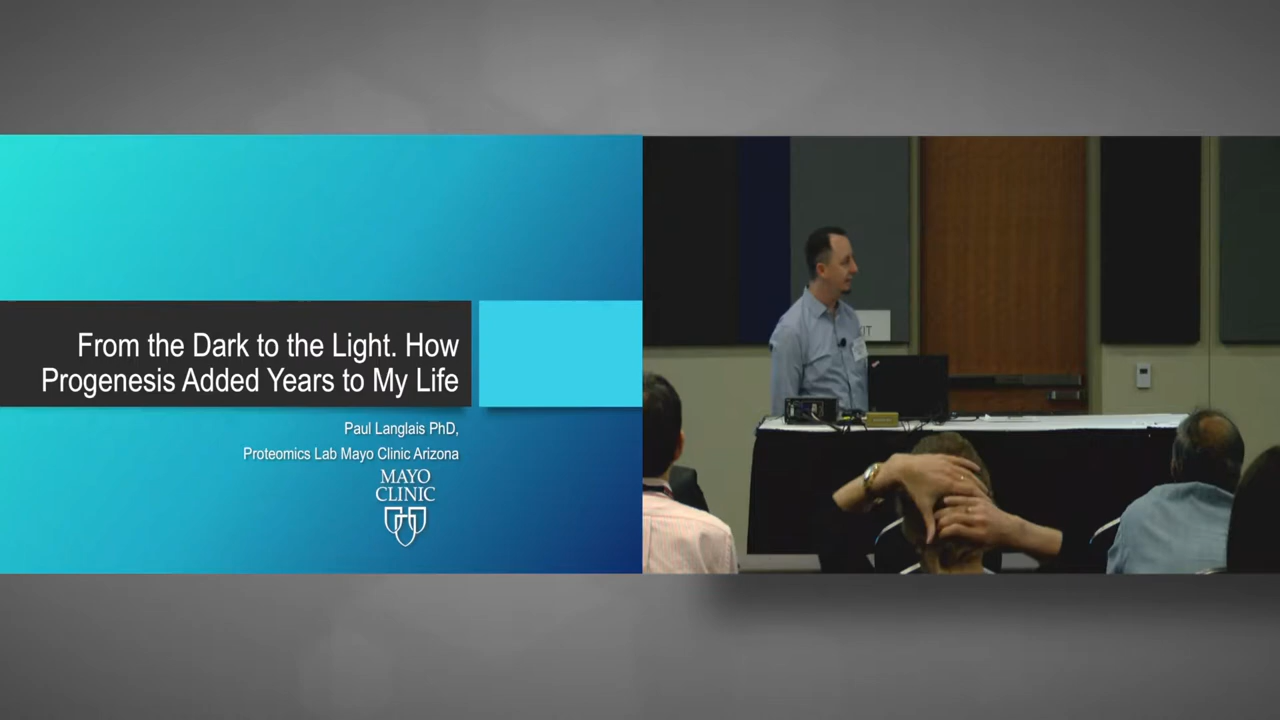 From the Dark to the Light. How
Progenesis Added Years to My Life
Paul Langlais PhD,
Proteomics Lab Mayo Clinic Arizona
MAYO
CLINIC